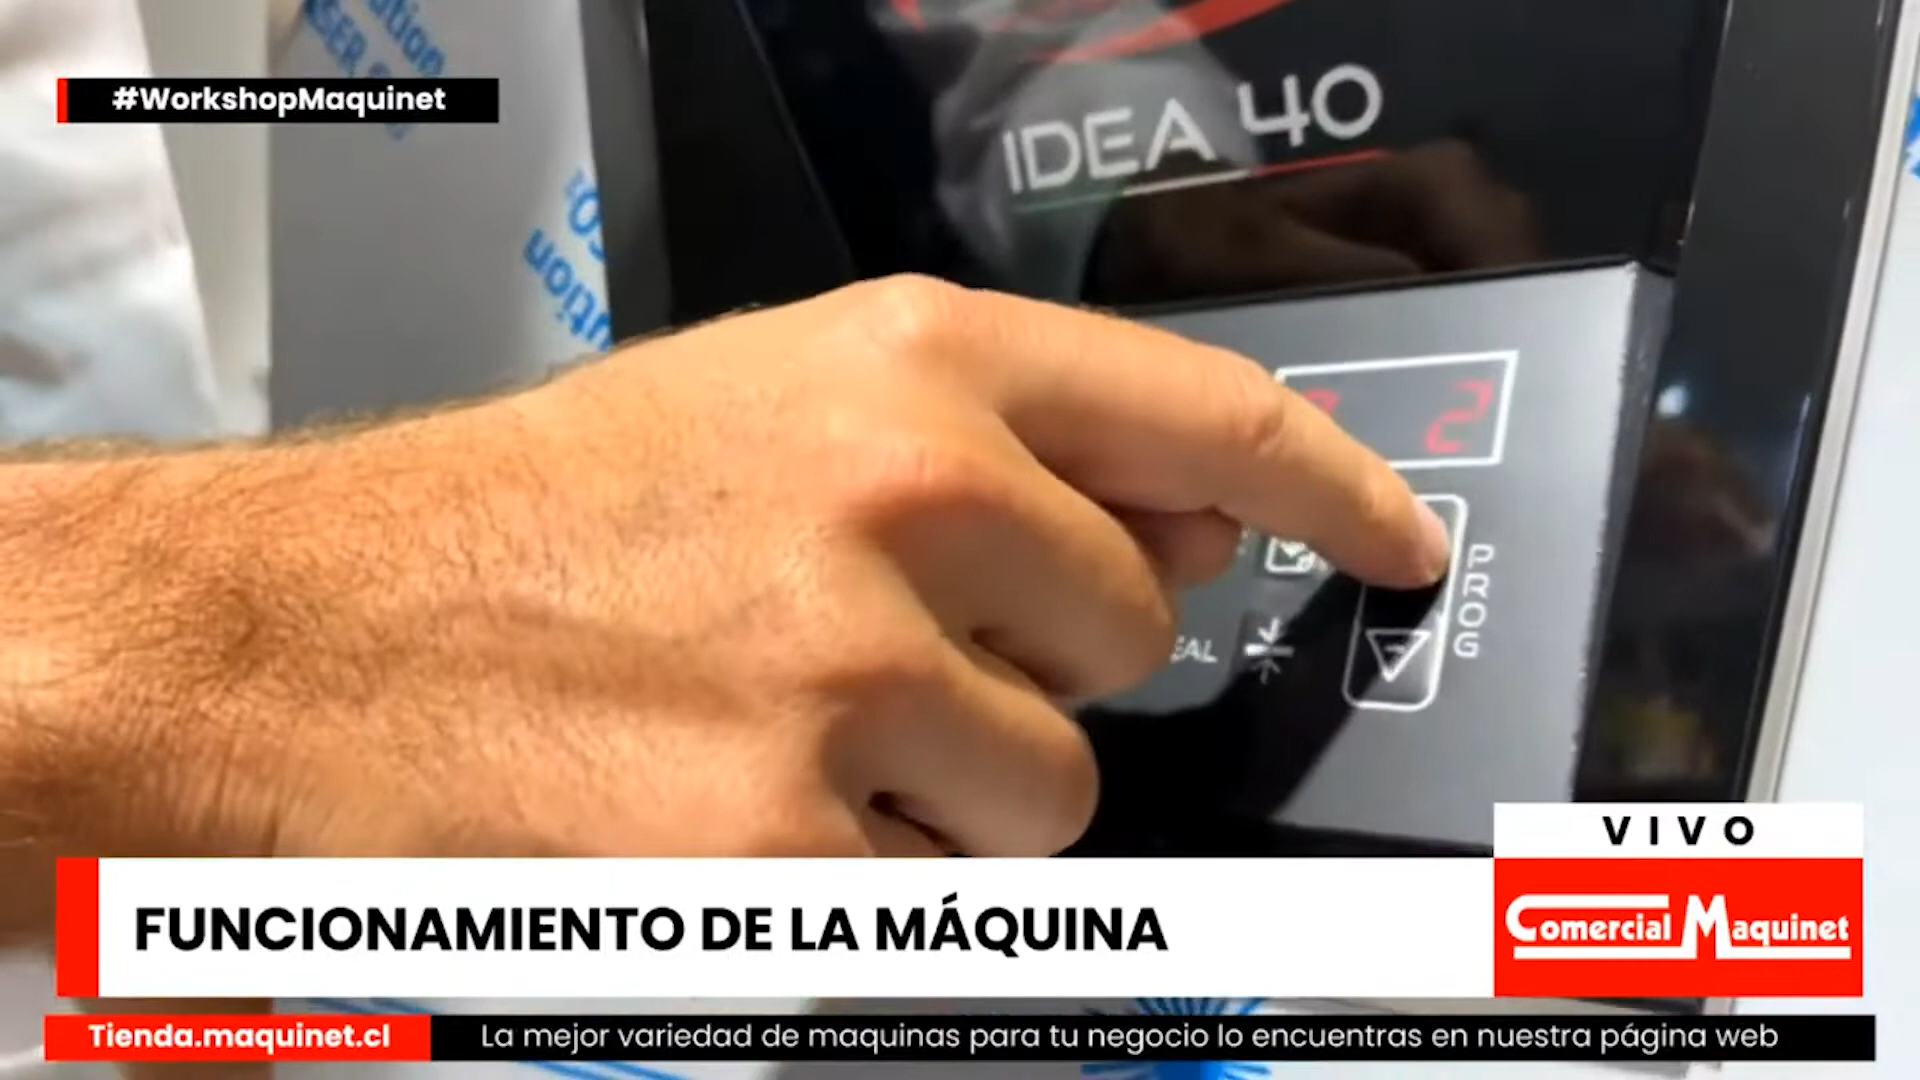 #WorkshopMaquinet
IDEA 40
2
PROG
EAL
VIVO
FUNCIONAMIENTO DE LA MÁQUINA
Comercial Maquinet
Tienda.maquinet.cl
La mejor variedad de maquinas para tu negocio lo encuentras en nuestra página web